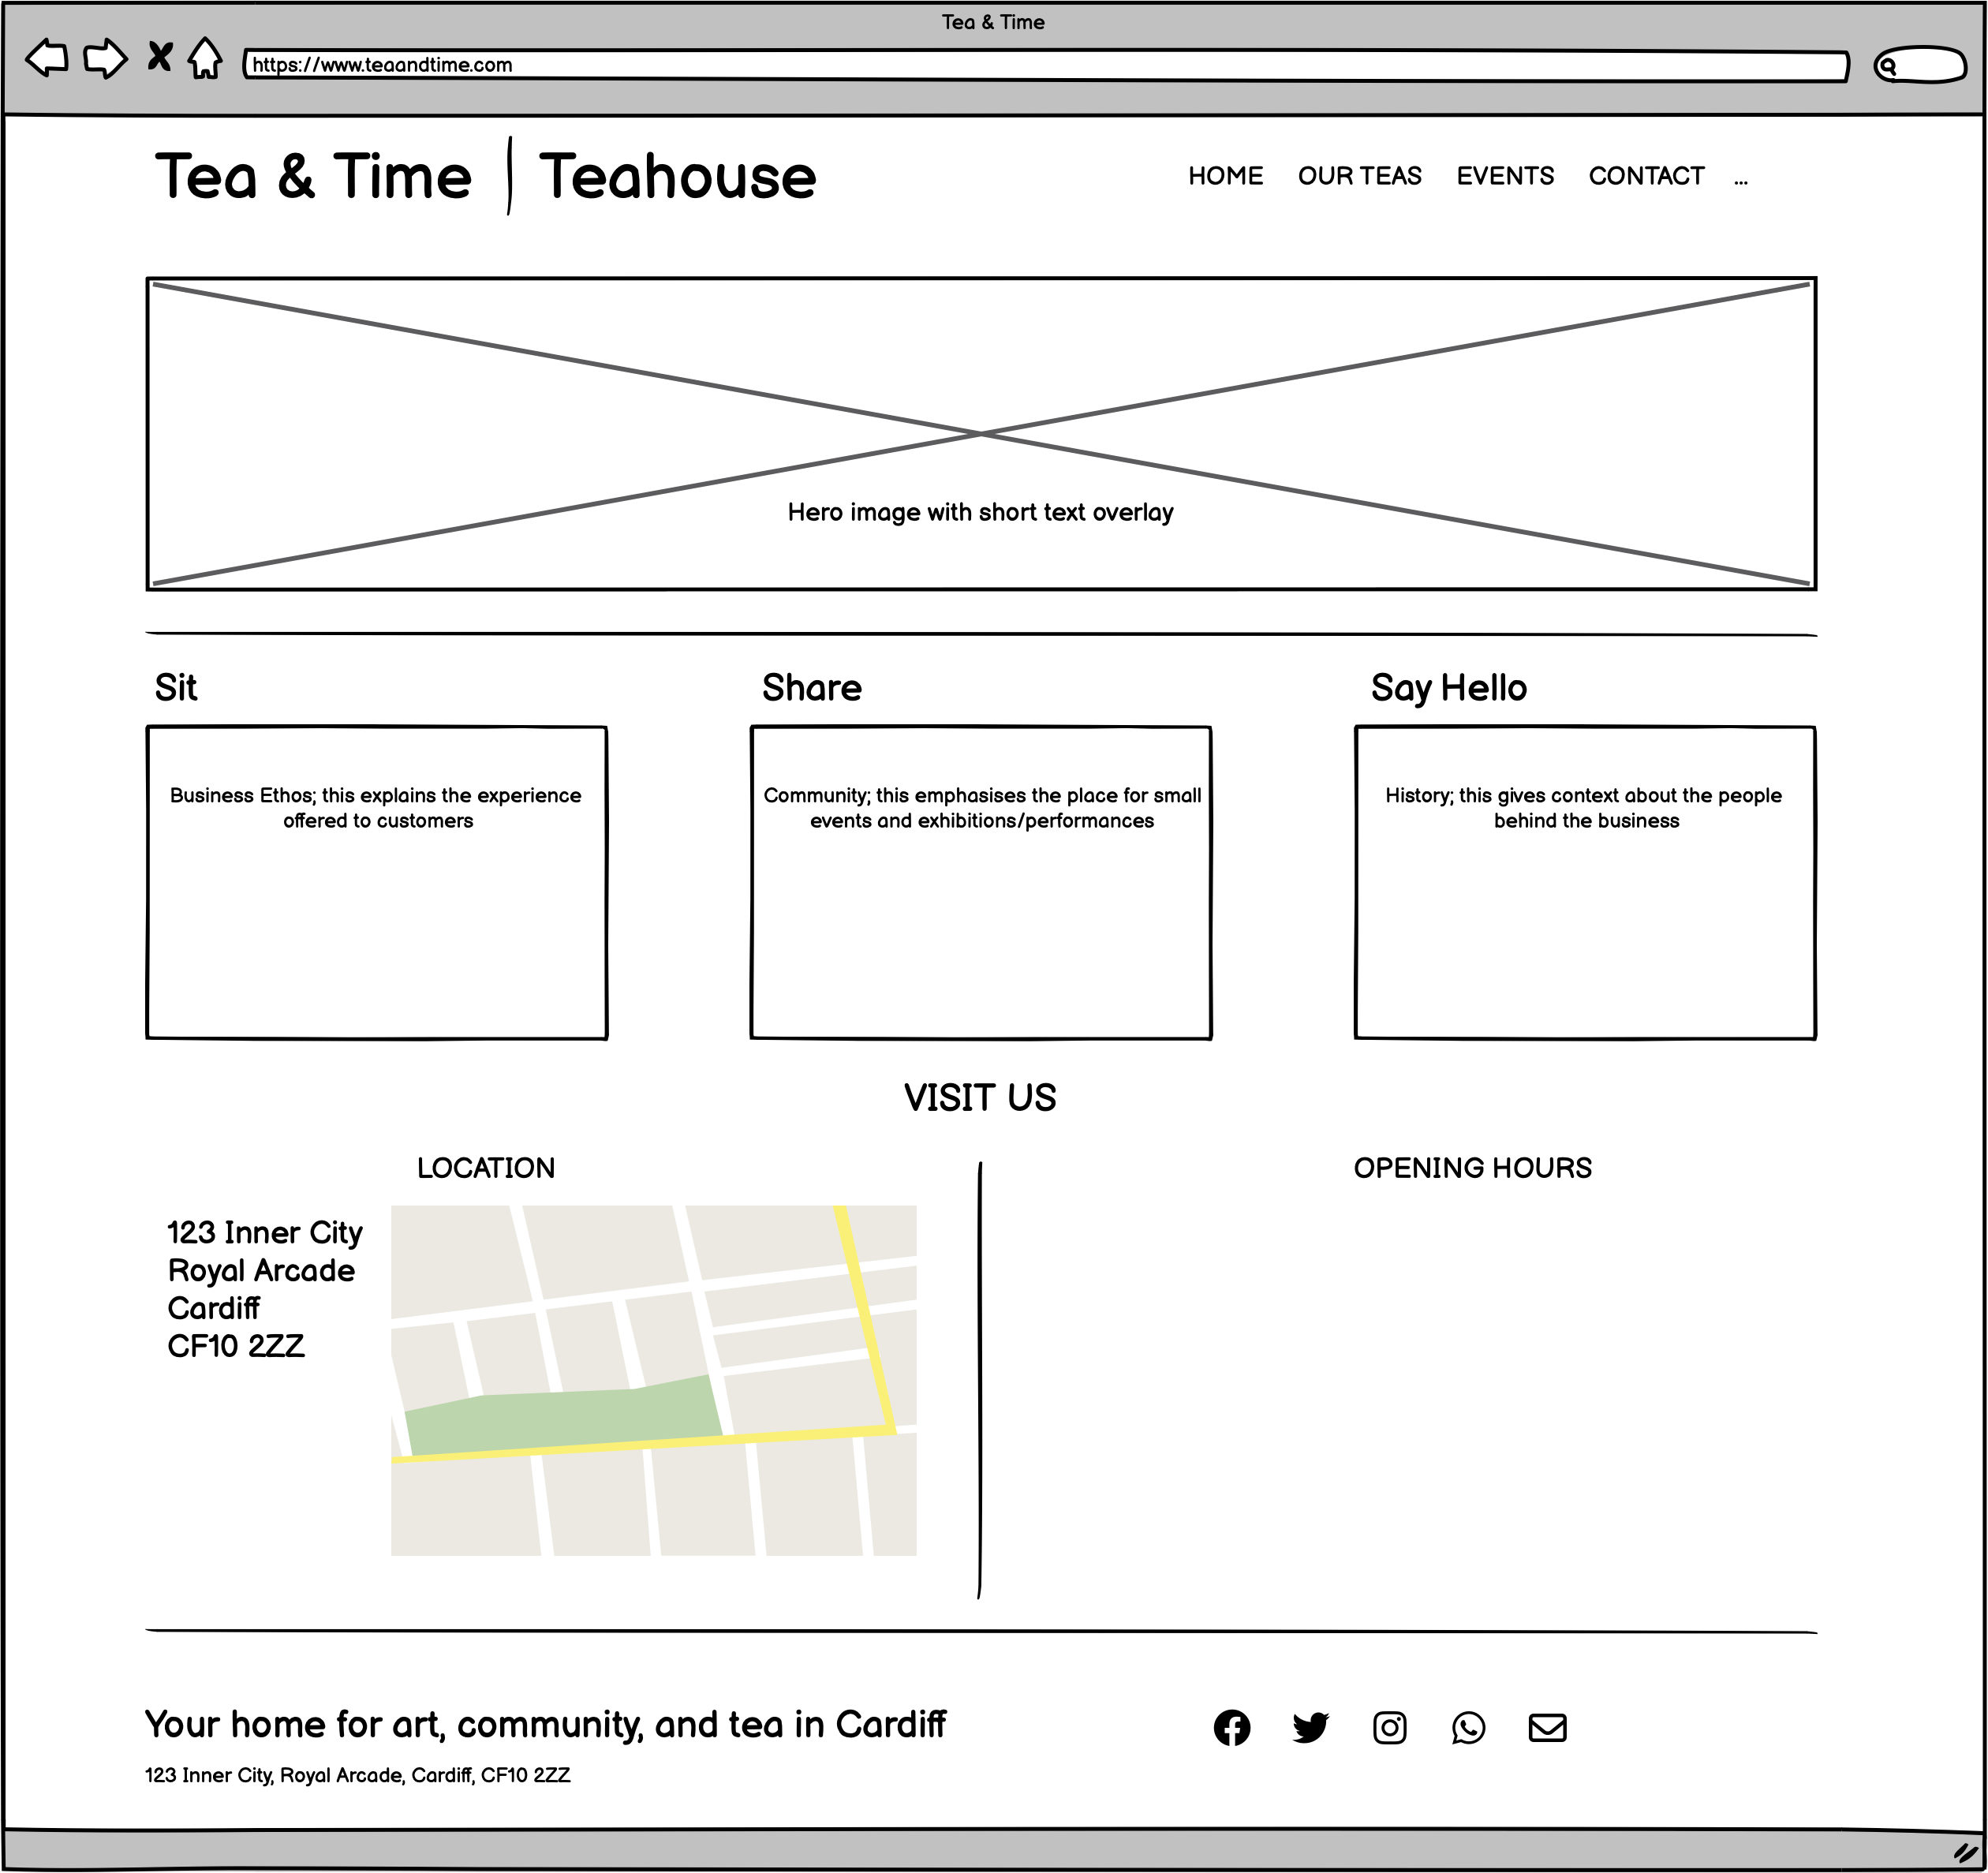 Tea & Time
https://www.teaandtime.com
Tea & Time | Teahouse
HOME OUR TEAS EVENTS CONTACT ...
Hero image with short text overlay
Sit
Business Ethos; this explains the experience
offered to customers
Share
Community; this emphasises the place for small
events and exhibitions/performances
Say Hello
History; this gives context about the people
behind the business
VISIT US
LOCATION
123 Inner City
Royal Arcade
Cardiff
CF10 2ZZ
OPENING HOURS
Your home for art, community, and tea in Cardiff
123 Inner City, Royal Arcade, Cardiff, CF10 2ZZ